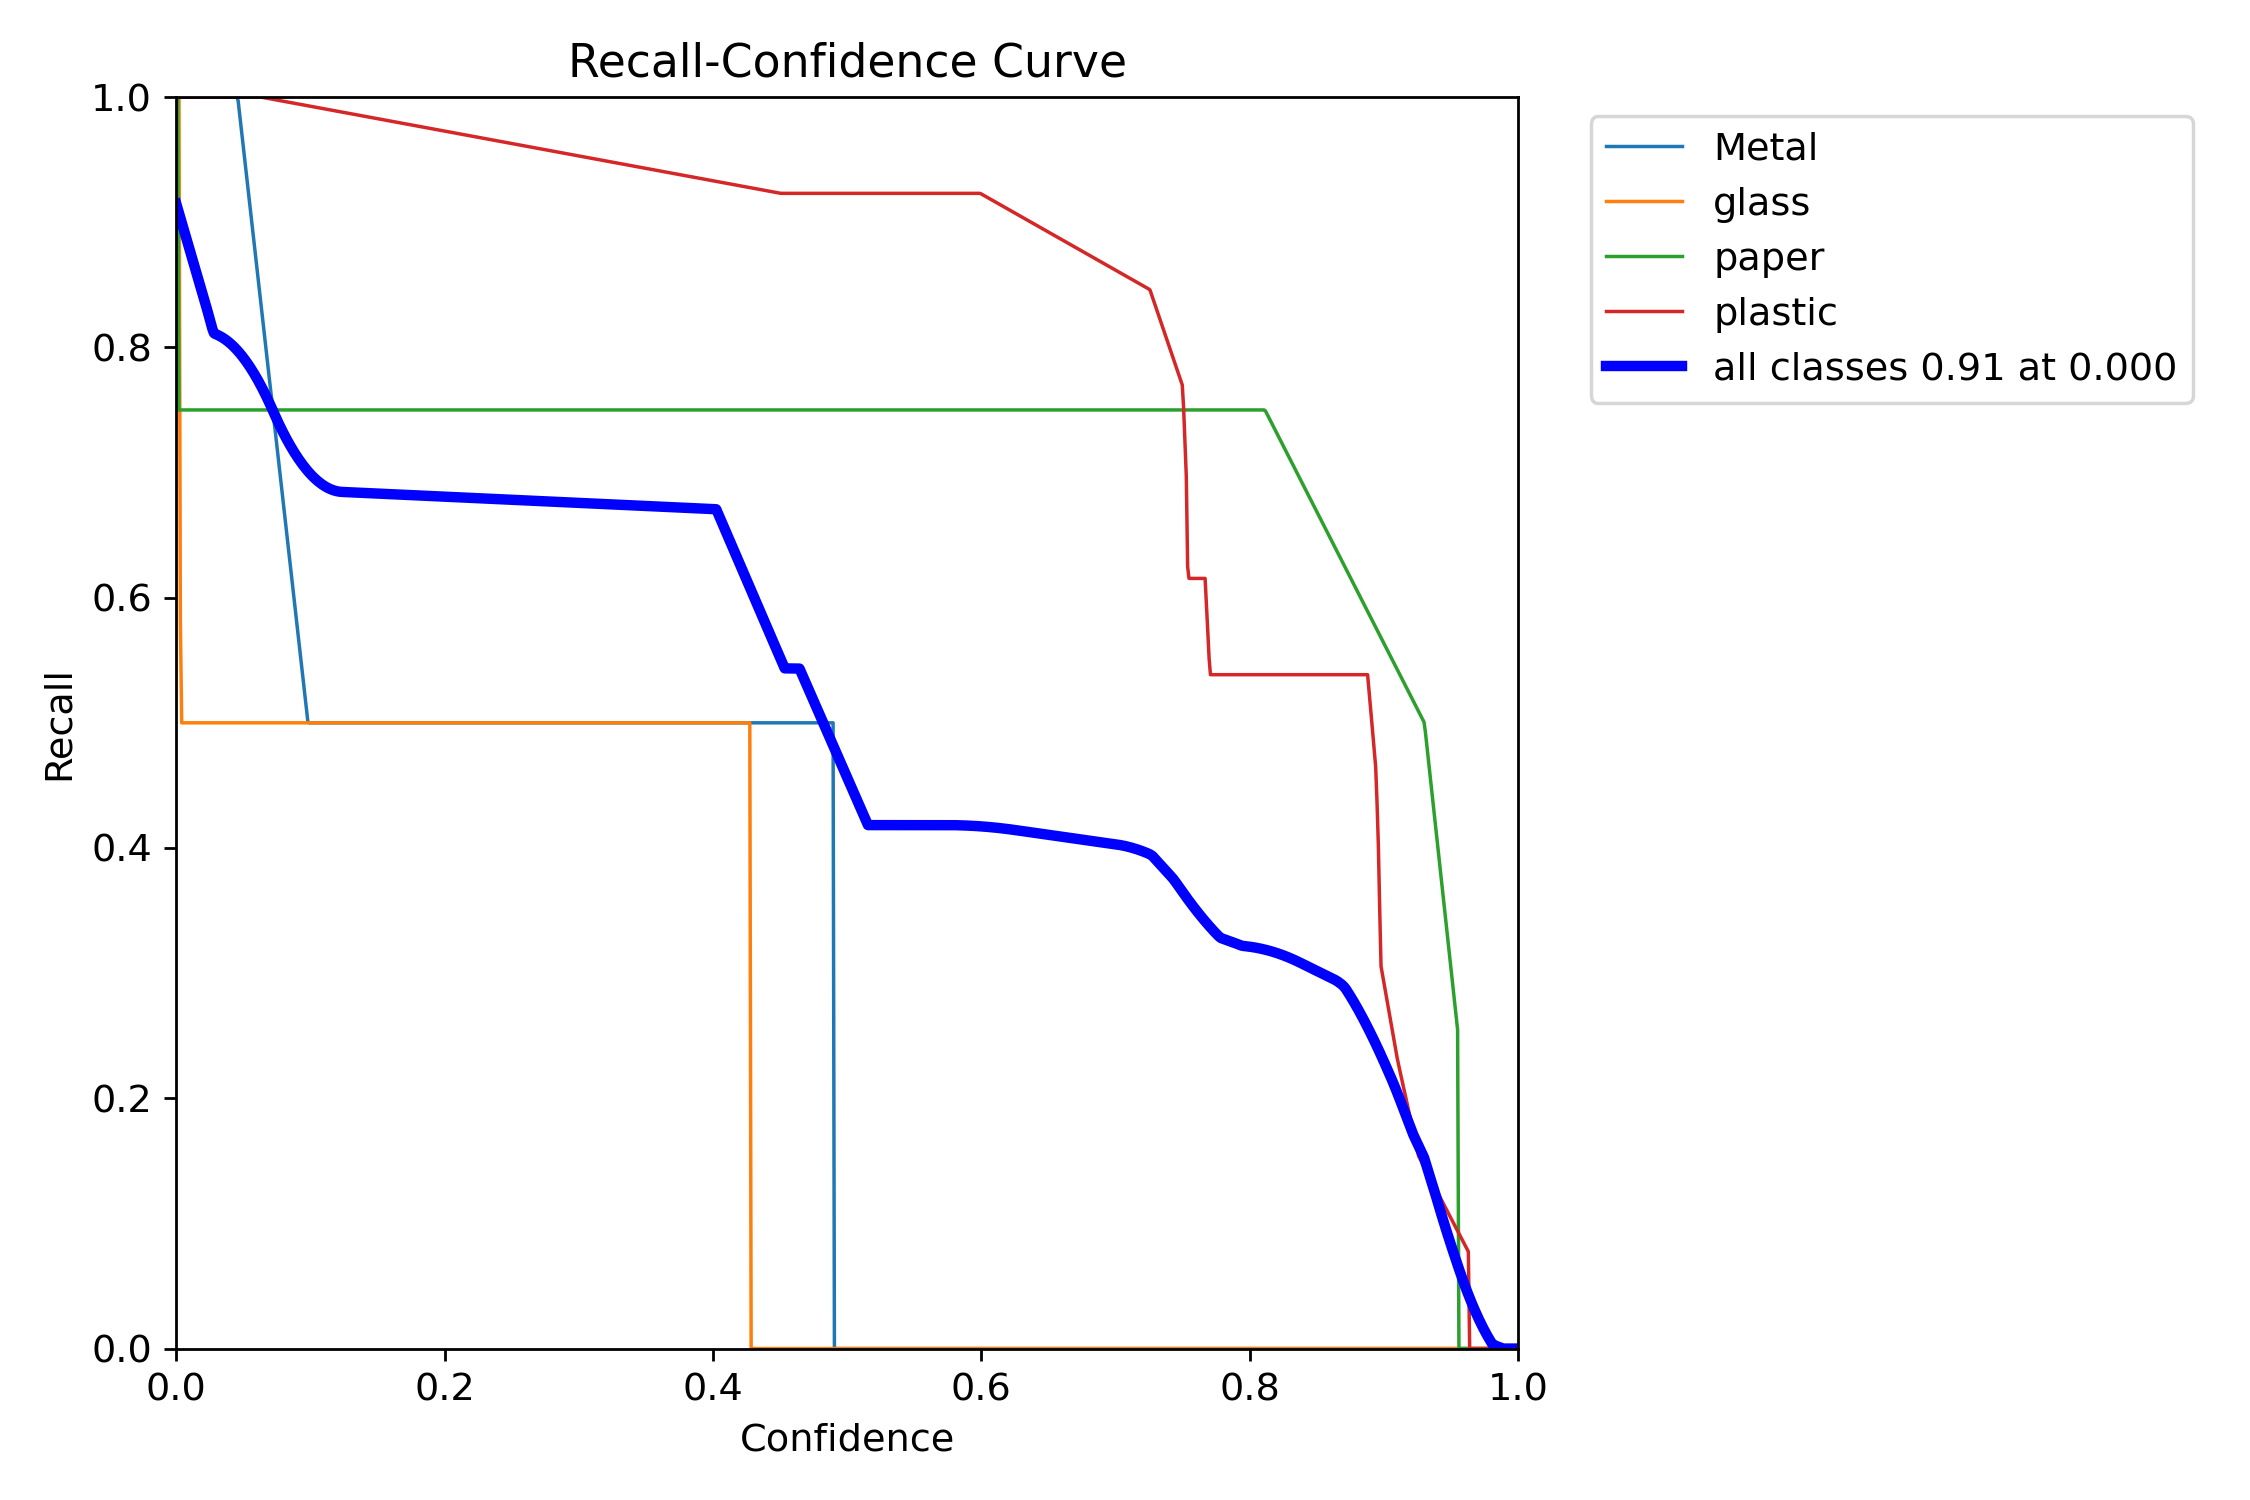 Recall-Confidence Curve
1.0
0.8
0.6
0.4
0.2
0.0
Recall
0.0 0.2 0.4 0.6 0.8 1.0
Confidence
Metal
glass
paper
plastic
all classes 0.91 at 0.000